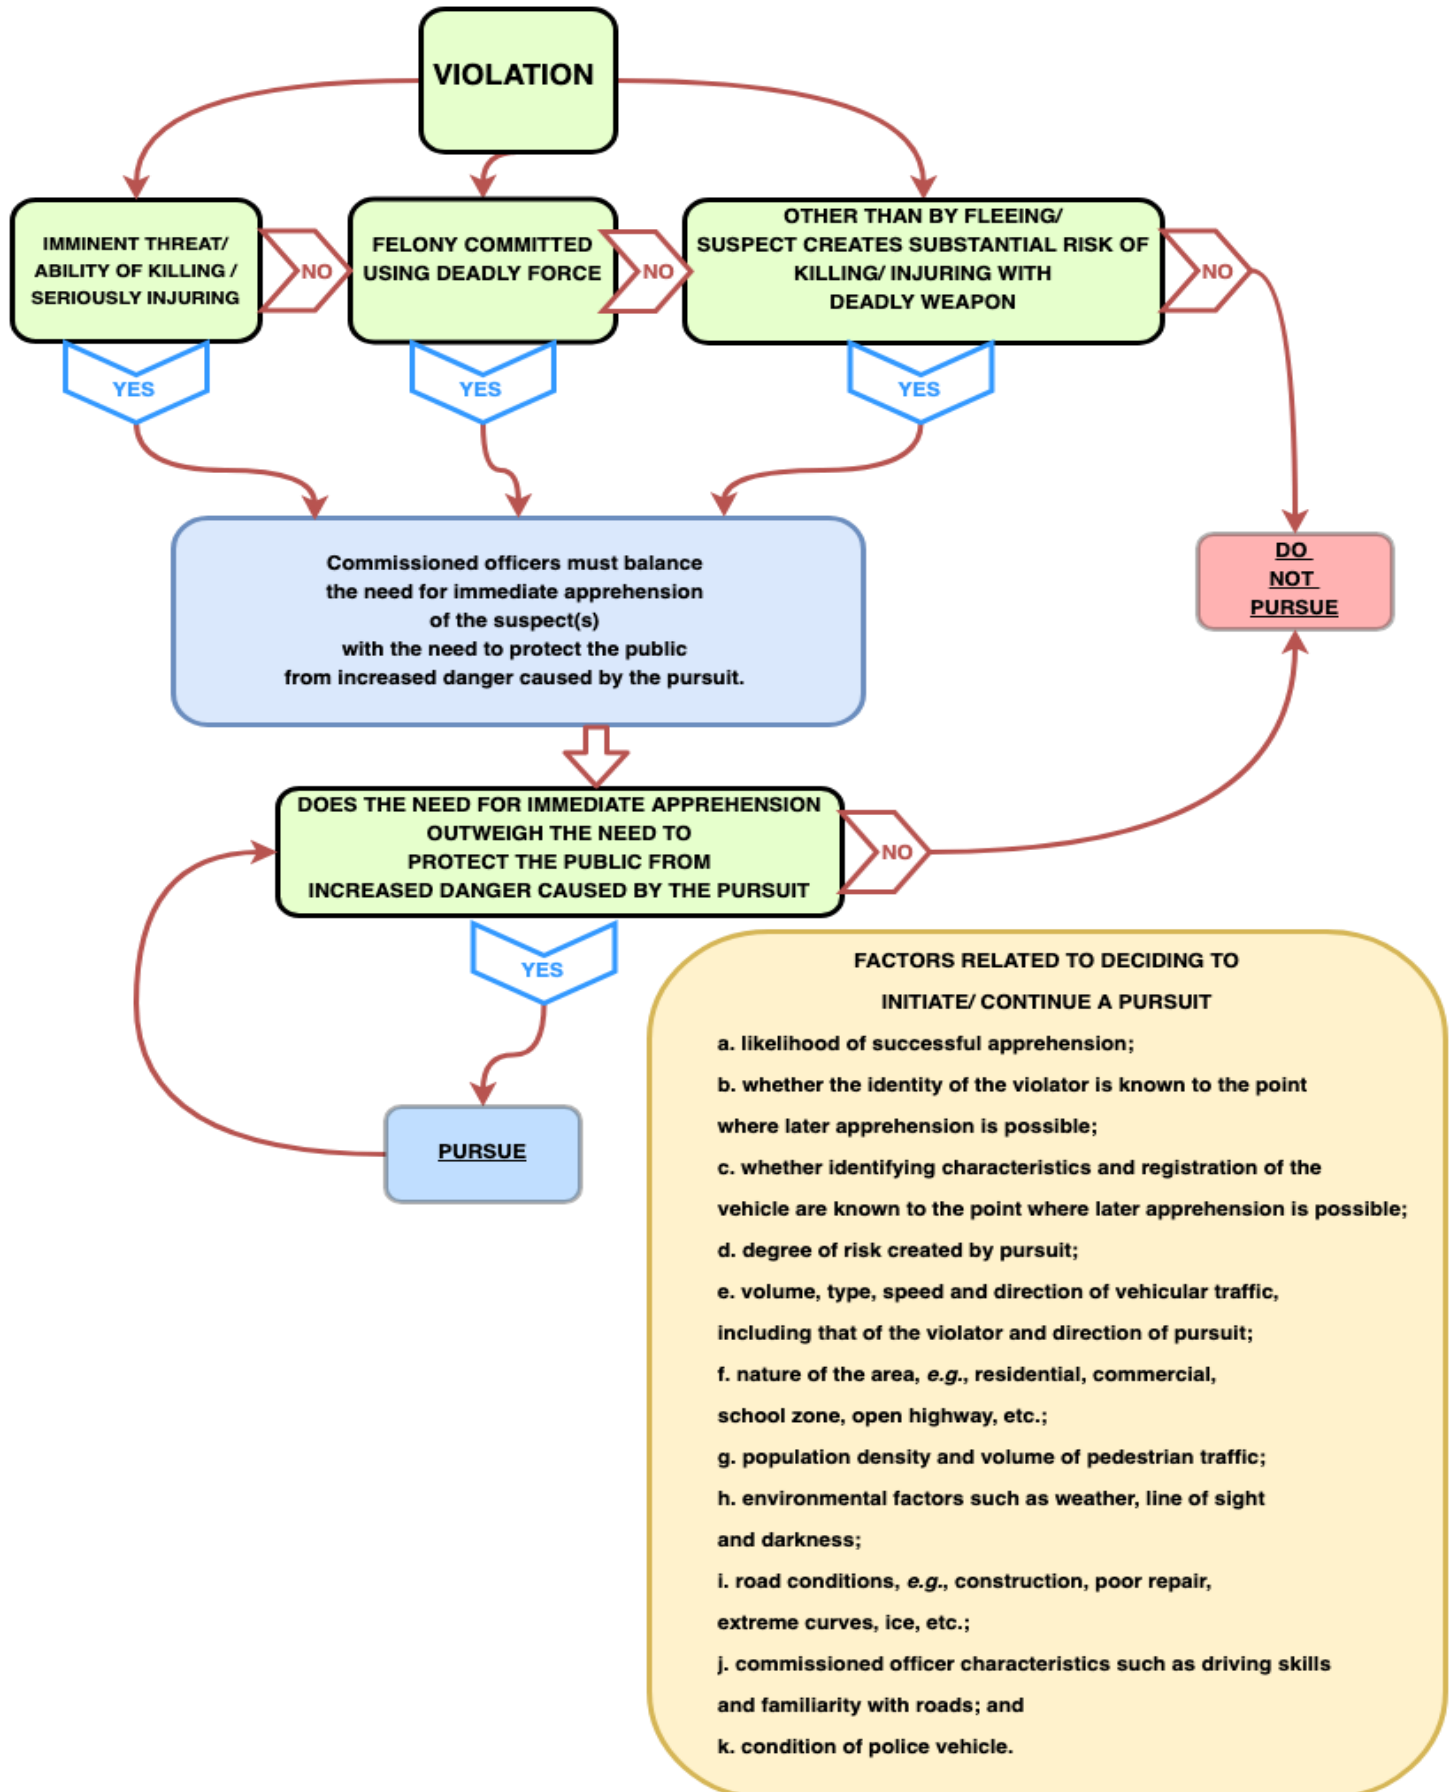 VIOLATION
IMMINENT THREAT/
ABILITY OF KILLING /
SERIOUSLY INJURING
NO
FELONY COMMITTED
USING DEADLY FORCE
NO
OTHER THAN BY FLEEING/
SUSPECT CREATES SUBSTANTIAL RISK OF
KILLING/ INJURING WITH
DEADLY WEAPON
NO
YES
YES
YES
Commissioned officers must balance
the need for immediate apprehension
of the suspect(s)
with the need to protect the public
from increased danger caused by the pursuit.
DO
NOT
PURSUE
DOES THE NEED FOR IMMEDIATE APPREHENSION
OUTWEIGH THE NEED TO
PROTECT THE PUBLIC FROM
INCREASED DANGER CAUSED BY THE PURSUIT
NO
YES
PURSUE
FACTORS RELATED TO DECIDING TO
INITIATE/ CONTINUE A PURSUIT
a. likelihood of successful apprehension;
b. whether the identity of the violator is known to the point
where later apprehension is possible;
c. whether identifying characteristics and registration of the
vehicle are known to the point where later apprehension is possible;
d. degree of risk created by pursuit;
e. volume, type, speed and direction of vehicular traffic,
including that of the violator and direction of pursuit;
f. nature of the area, e.g., residential, commercial,
school zone, open highway, etc.;
g. population density and volume of pedestrian traffic;
h. environmental factors such as weather, line of sight
and darkness;
i. road conditions, e.g., construction, poor repair,
extreme curves, ice, etc.;
j. commissioned officer characteristics such as driving skills
and familiarity with roads; and
k. condition of police vehicle.